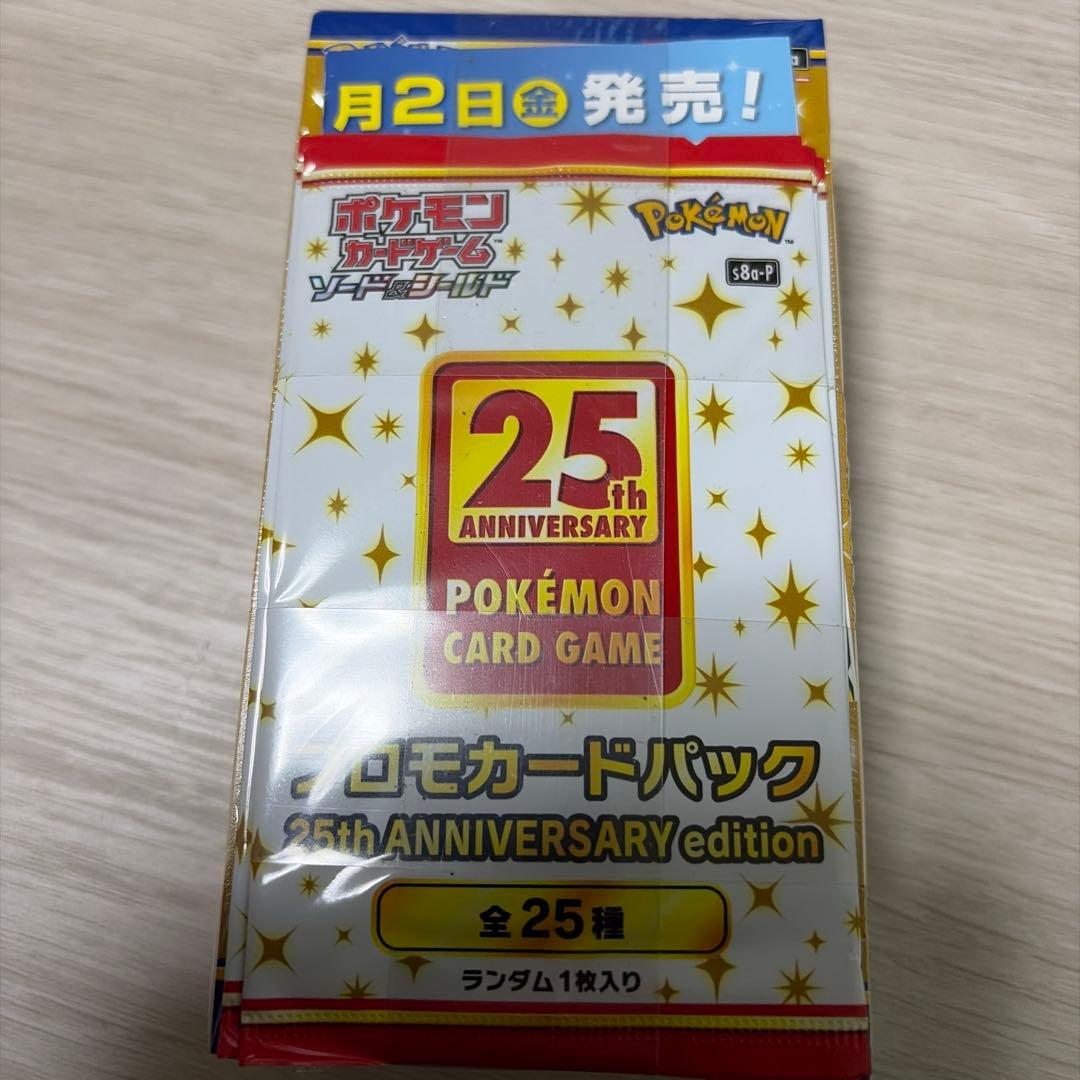 月2日金発売!
ポケモン
カードゲーム
ソード&シールド
POKéMON
s8a-P
25th
ANNIVERSARY
POKÉMON
CARD GAME
プロモカードパック
25th ANNIVERSARY edition
全25種
ランダム1枚入り